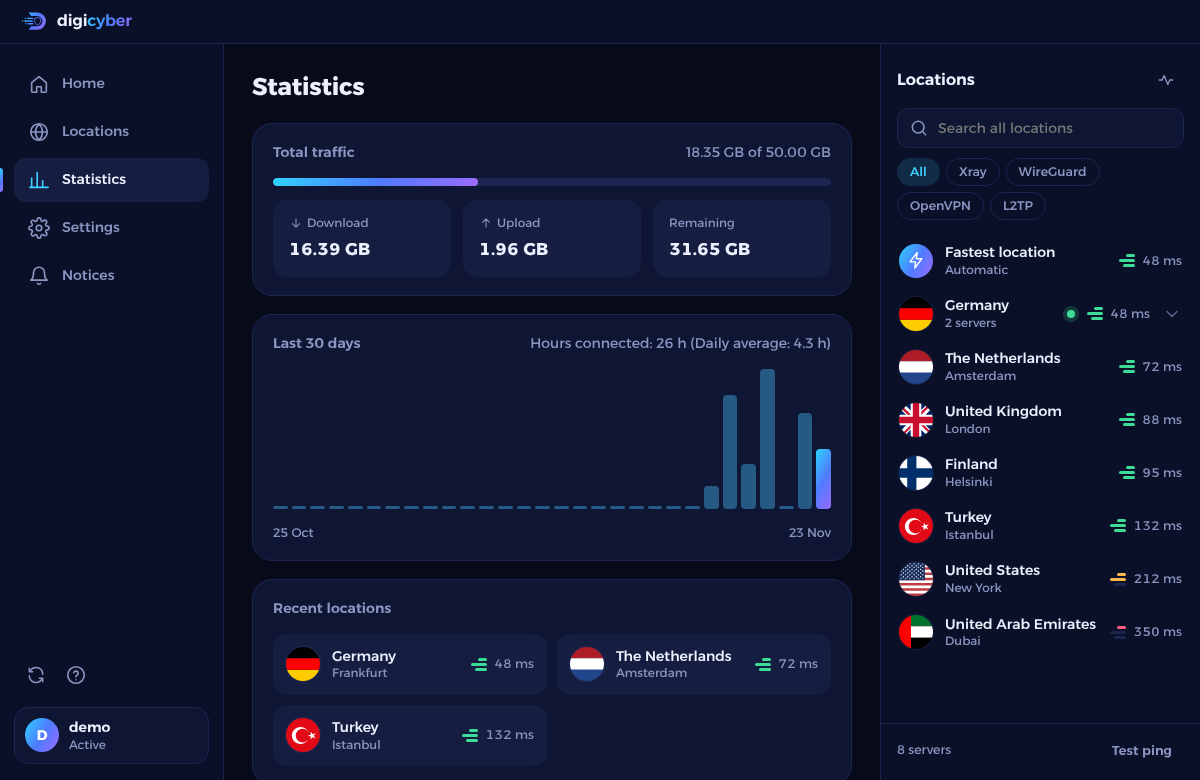 digicyber
Home
Locations
Statistics
Settings
Notices
D
demo
Active
Statistics
Total traffic
18.35 GB of 50.00 GB
Download
16.39 GB
Upload
1.96 GB
Remaining
31.65 GB
Last 30 days
Hours connected: 26 h (Daily average: 4.3 h)
25 Oct
23 Nov
Recent locations
Germany
Frankfurt
48 ms
The Netherlands
Amsterdam
72 ms
Turkey
Istanbul
132 ms
Locations
Search all locations
All
Xray
WireGuard
OpenVPN
L2TP
Fastest location
Automatic
48 ms
Germany
2 servers
48 ms
The Netherlands
Amsterdam
72 ms
United Kingdom
London
88 ms
Finland
Helsinki
95 ms
Turkey
Istanbul
132 ms
United States
New York
212 ms
United Arab Emirates
Dubai
350 ms
8 servers
Test ping